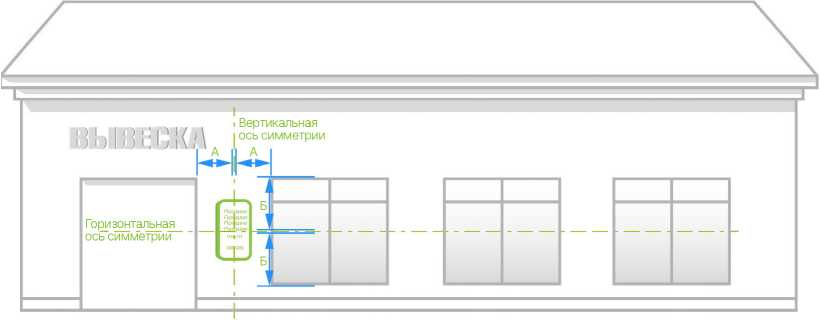 Вертикальная
ось симметрии
ВЫВЕСКА
А
А
Б
Горизонтальная
ось симметрии
Б